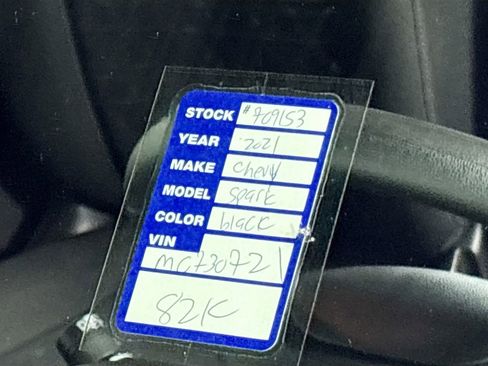 STOCK #709153
YEAR 2021
MAKE Chevy
MODEL Spark
COLOR black
VIN
MC730721
82K